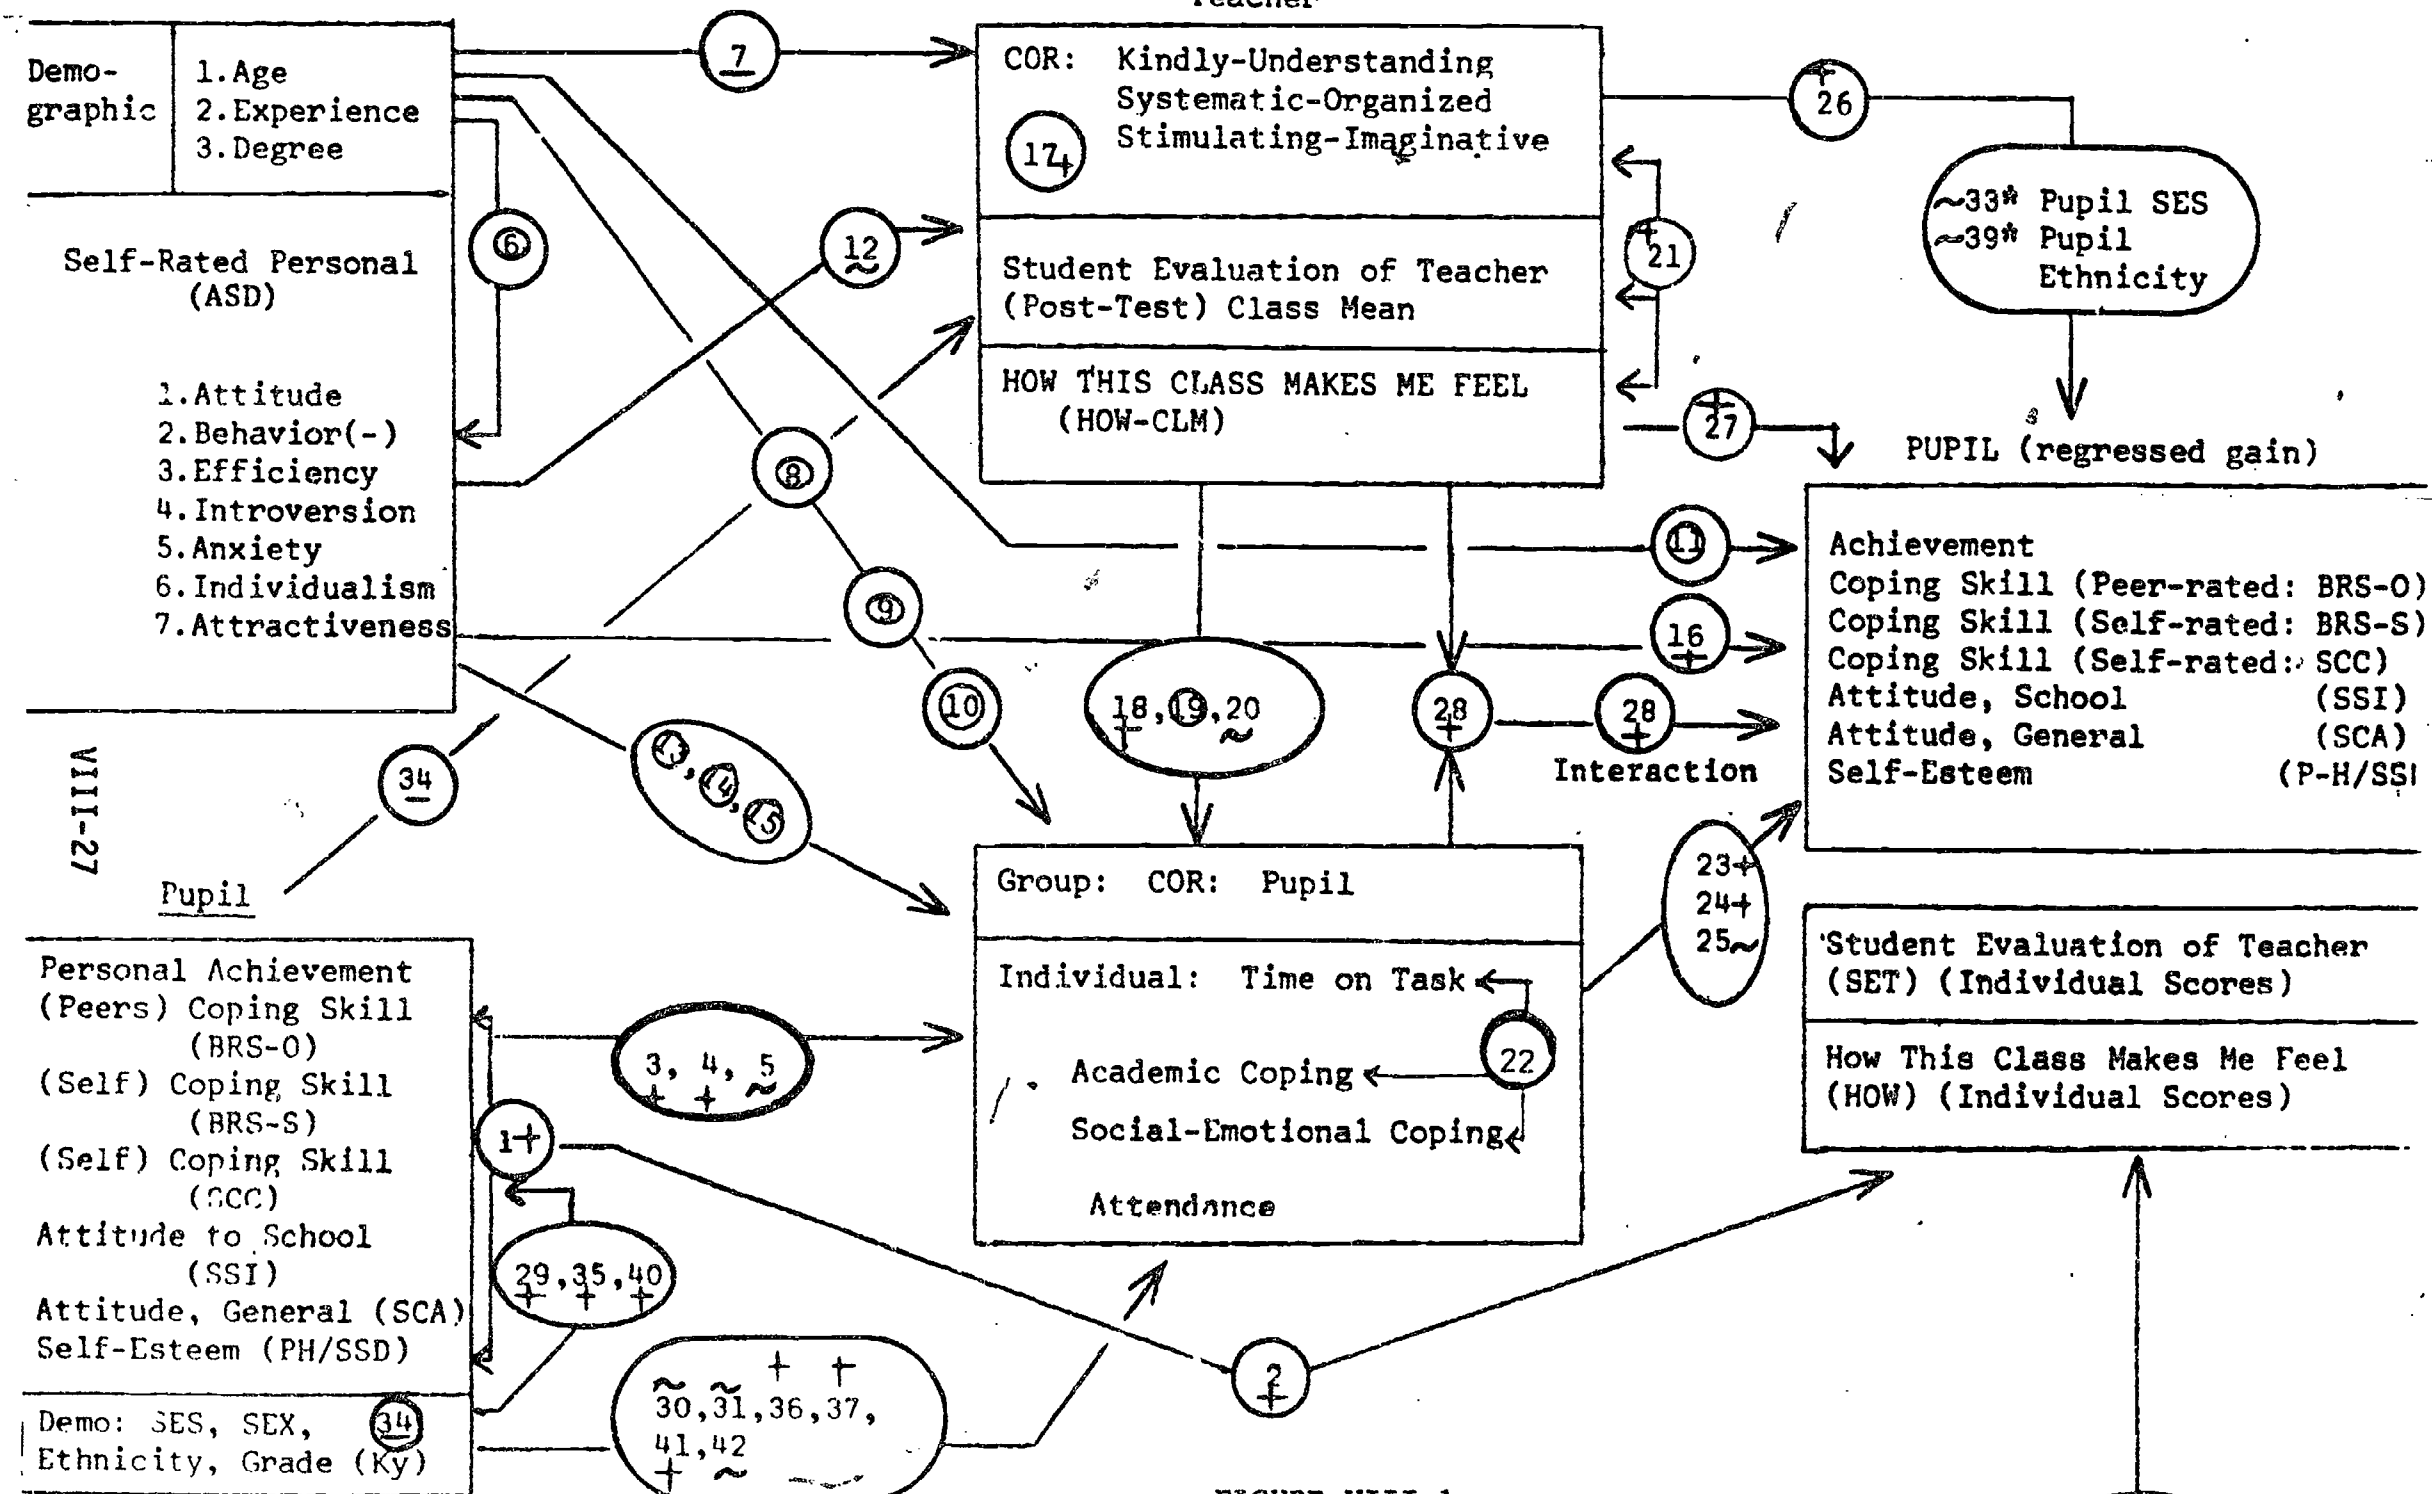 Teacher
Demo-
graphic
1.Age
2.Experience
3.Degree
Self-Rated Personal
(ASD)
1.Attitude
2.Behavior(-)
3.Efficiency
4.Introversion
5.Anxiety
6.Individualism
7.Attractiveness
7
6
12
~
8
9
10
34
13,14,15
COR: Kindly-Understanding
Systematic-Organized
Stimulating-Imaginative
17+
Student Evaluation of Teacher
(Post-Test) Class Mean
HOW THIS CLASS MAKES ME FEEL
(HOW-CLM)
+
21
+
26
~33* Pupil SES
~39* Pupil
Ethnicity
+
27
PUPIL (regressed gain)
11
16
+
18,19,20
+ ~
28
+
28
+
Interaction
Achievement
Coping Skill (Peer-rated: BRS-O)
Coping Skill (Self-rated: BRS-S)
Coping Skill (Self-rated: SCC)
Attitude, School (SSI)
Attitude, General (SCA)
Self-Esteem (P-H/SSI
VIII-27
Pupil
Personal Achievement
(Peers) Coping Skill
(BRS-O)
(Self) Coping Skill
(BRS-S)
(Self) Coping Skill
(SCC)
Attitude to School
(SSI)
Attitude, General (SCA)
Self-Esteem (PH/SSD)
Demo: SES, SEX, 34
Ethnicity, Grade (Ky)
3, 4, 5
+ + ~
1+
29,35,40
+ + +
~ ~ + +
30,31,36,37,
41,42
+ ~
2
+
Group: COR: Pupil
Individual: Time on Task
Academic Coping
Social-Emotional Coping
Attendance
22
23+
24+
25~
Student Evaluation of Teacher
(SET) (Individual Scores)
How This Class Makes Me Feel
(HOW) (Individual Scores)
FIGURE VIII.1